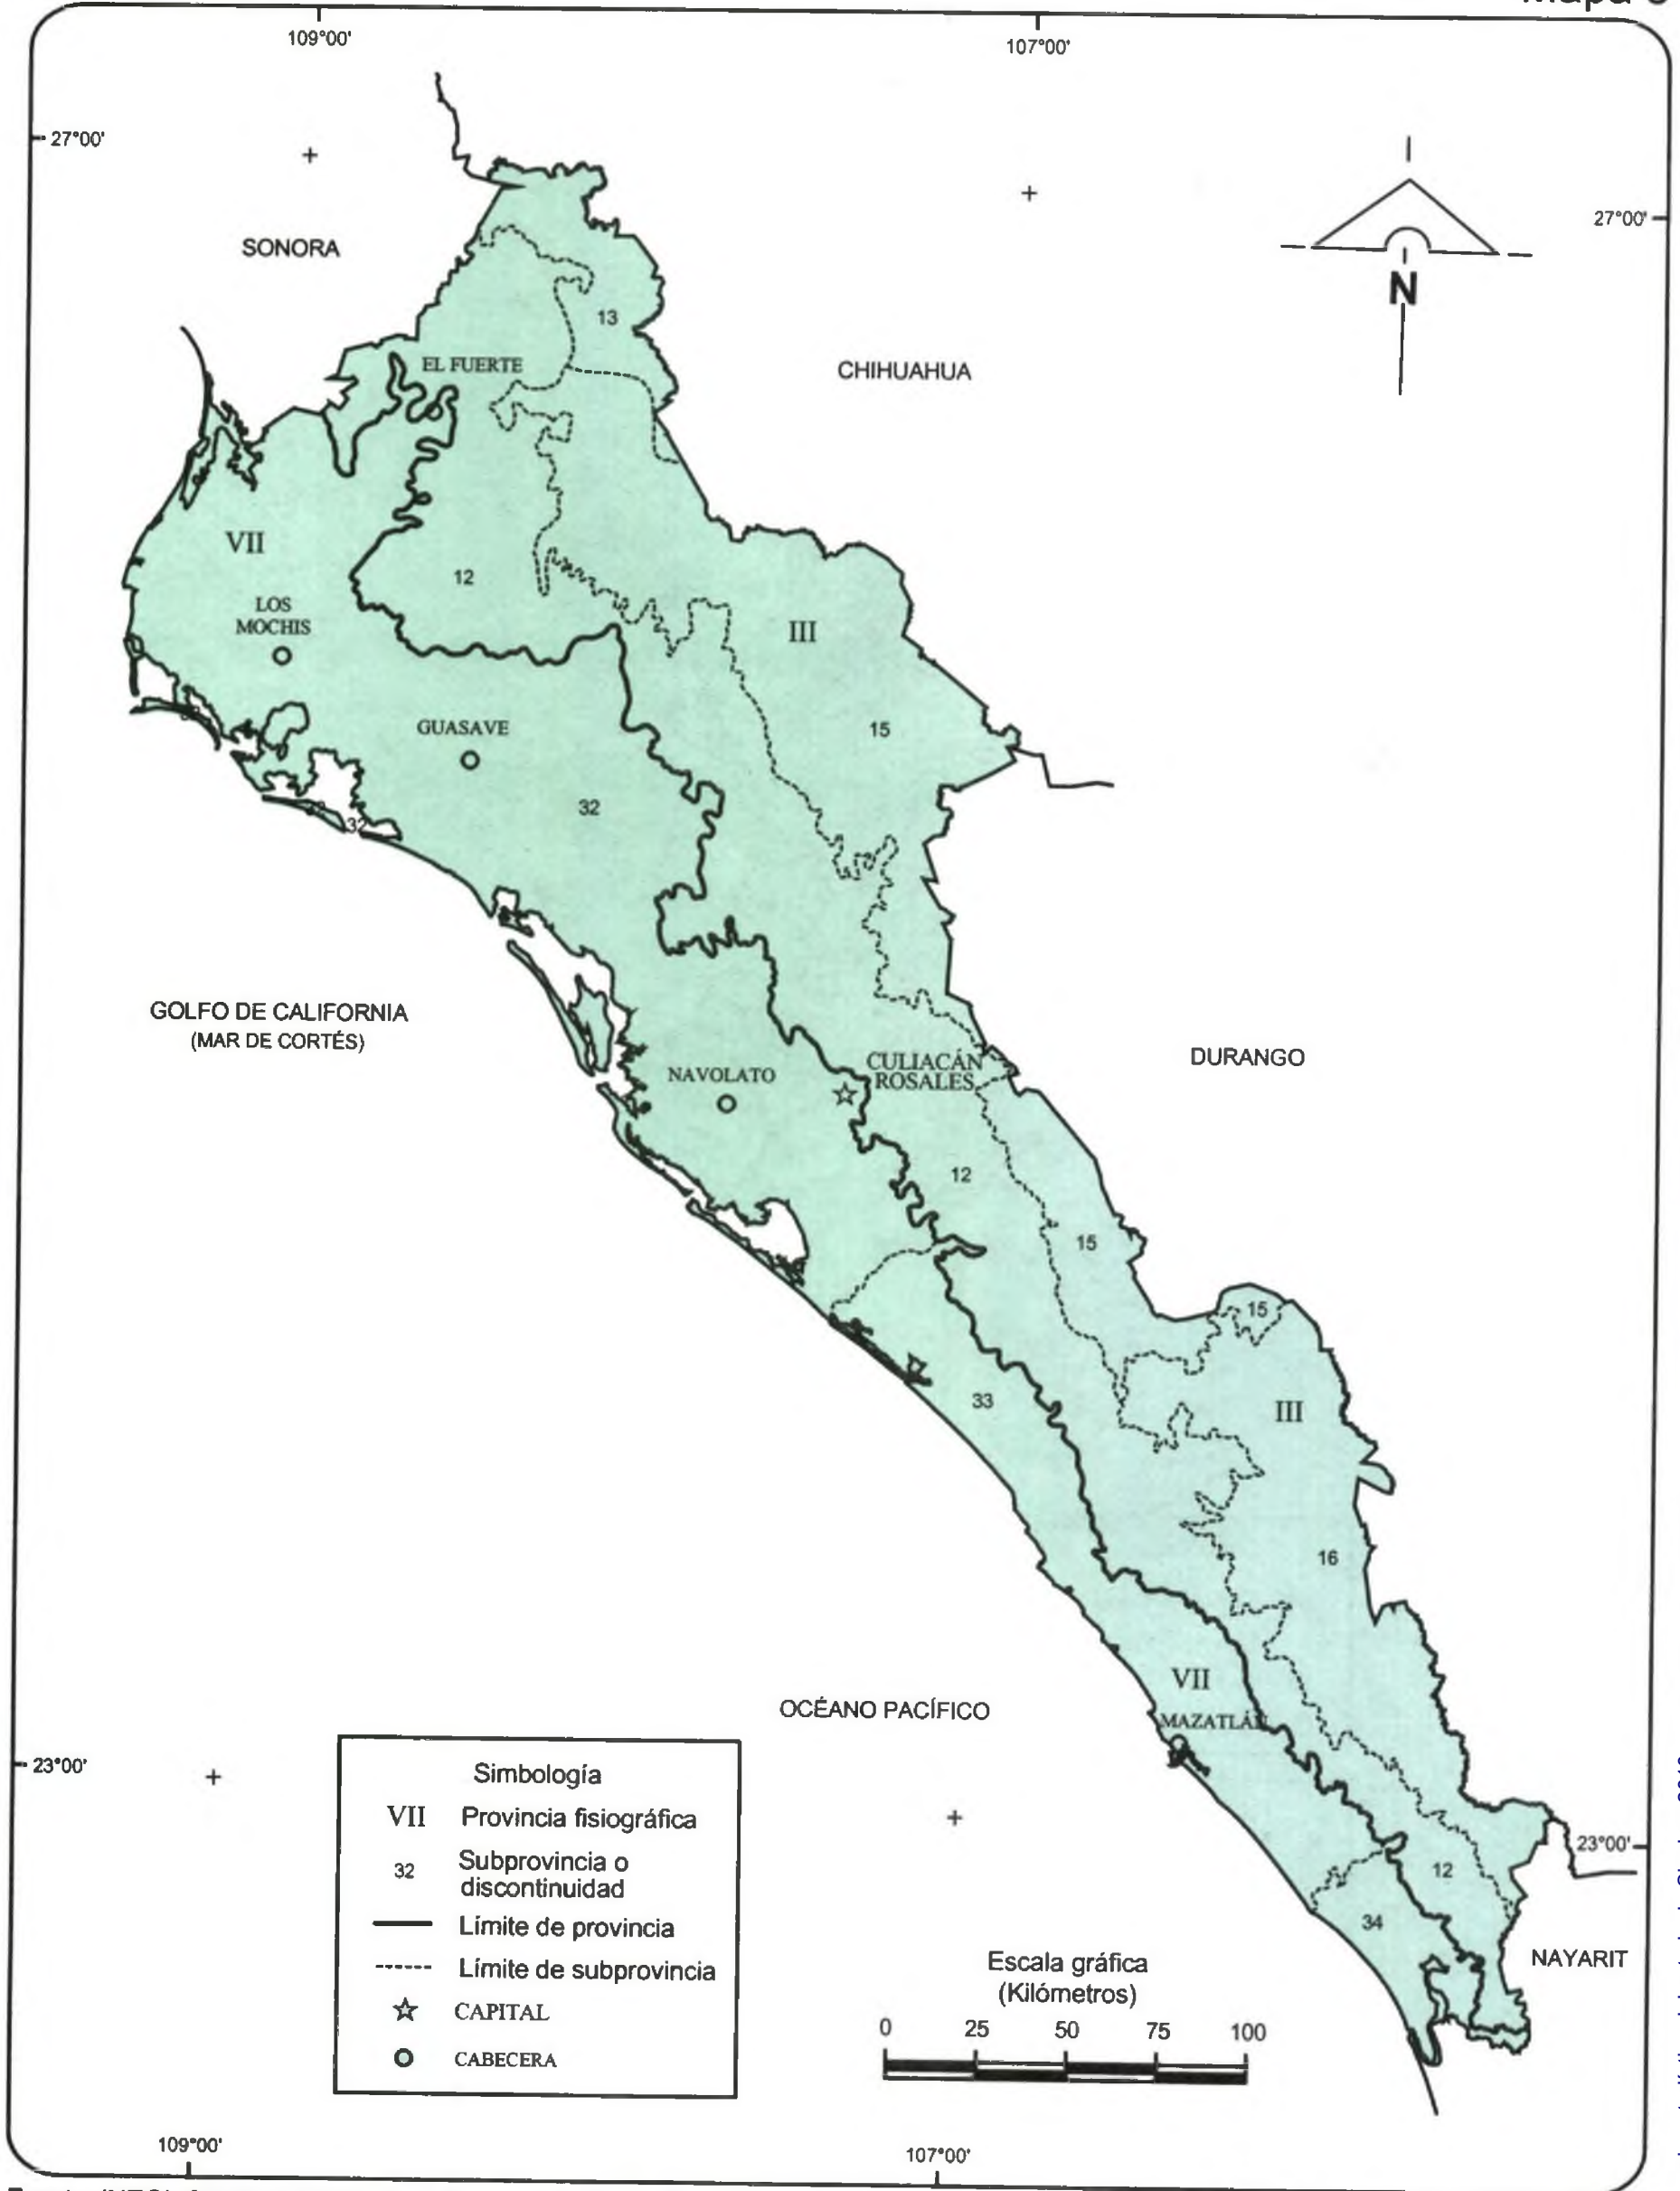 109°00'
107°00'
27°00'
27°00'
SONORA
N
13
EL FUERTE
CHIHUAHUA
VII
12
LOS
MOCHIS
III
GUASAVE
15
32
32
GOLFO DE CALIFORNIA
(MAR DE CORTÉS)
NAVOLATO
CULIACÁN
ROSALES
DURANGO
12
15
15
33
III
16
VII
MAZATLÁN
OCÉANO PACÍFICO
23°00'
23°00'
12
34
NAYARIT
Simbología
VII Provincia fisiográfica
32 Subprovincia o
discontinuidad
Límite de provincia
Límite de subprovincia
CAPITAL
CABECERA
Escala gráfica
(Kilómetros)
0 25 50 75 100
109°00'
107°00'